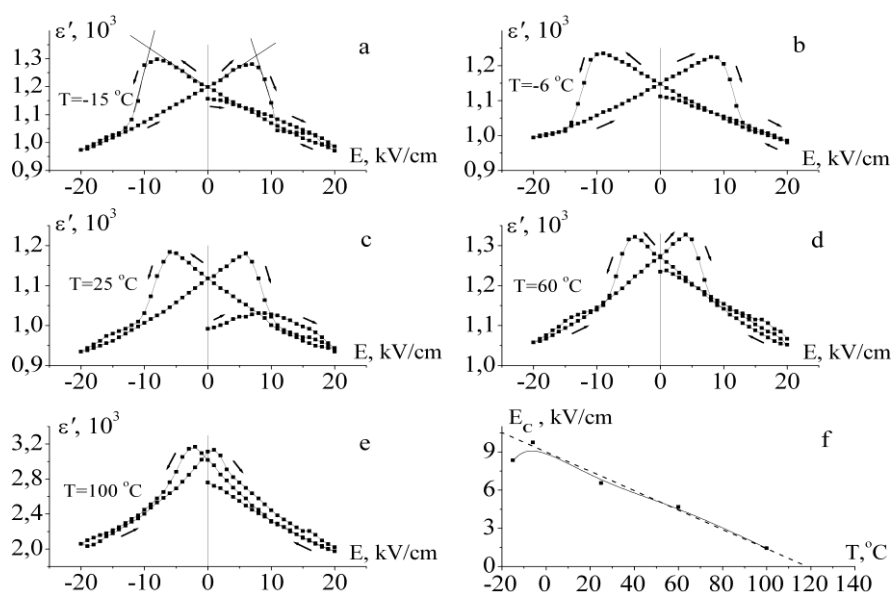 ε′, 10³
a
1,3
1,2
1,1
1,0
0,9
T=-15 °C
E, kV/cm
-20 -10 0 10 20
ε′, 10³
b
1,2
1,1
1,0
0,9
T=-6 °C
E, kV/cm
-20 -10 0 10 20
ε′, 10³
c
1,2
1,1
1,0
0,9
T=25 °C
E, kV/cm
-20 -10 0 10 20
ε′, 10³
d
1,3
1,2
1,1
1,0
T=60 °C
E, kV/cm
-20 -10 0 10 20
ε′, 10³
e
3,2
2,8
2,4
2,0
T=100 °C
E, kV/cm
-20 -10 0 10 20
E_C , kV/cm
f
9
6
3
0
T,°C
-20 0 20 40 60 80 100 120 140